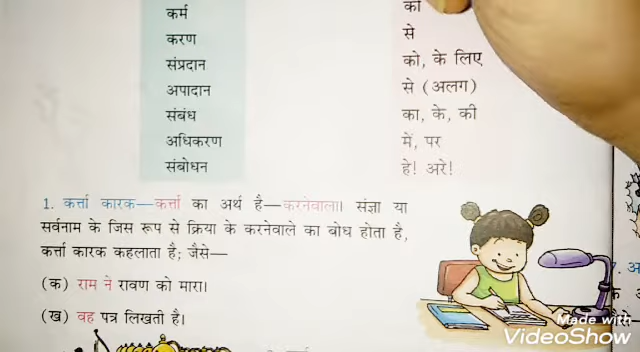 कर्म को
करण से
संप्रदान को, के लिए
अपादान से (अलग)
संबंध का, के, की
अधिकरण में, पर
संबोधन हे! अरे!
1. कर्त्ता कारक—कर्त्ता का अर्थ है—करनेवाला। संज्ञा या
सर्वनाम के जिस रूप से क्रिया के करनेवाले का बोध होता है,
कर्त्ता कारक कहलाता है; जैसे—
(क) राम ने रावण को मारा।
(ख) वह पत्र लिखती है।
Made with
VideoShow